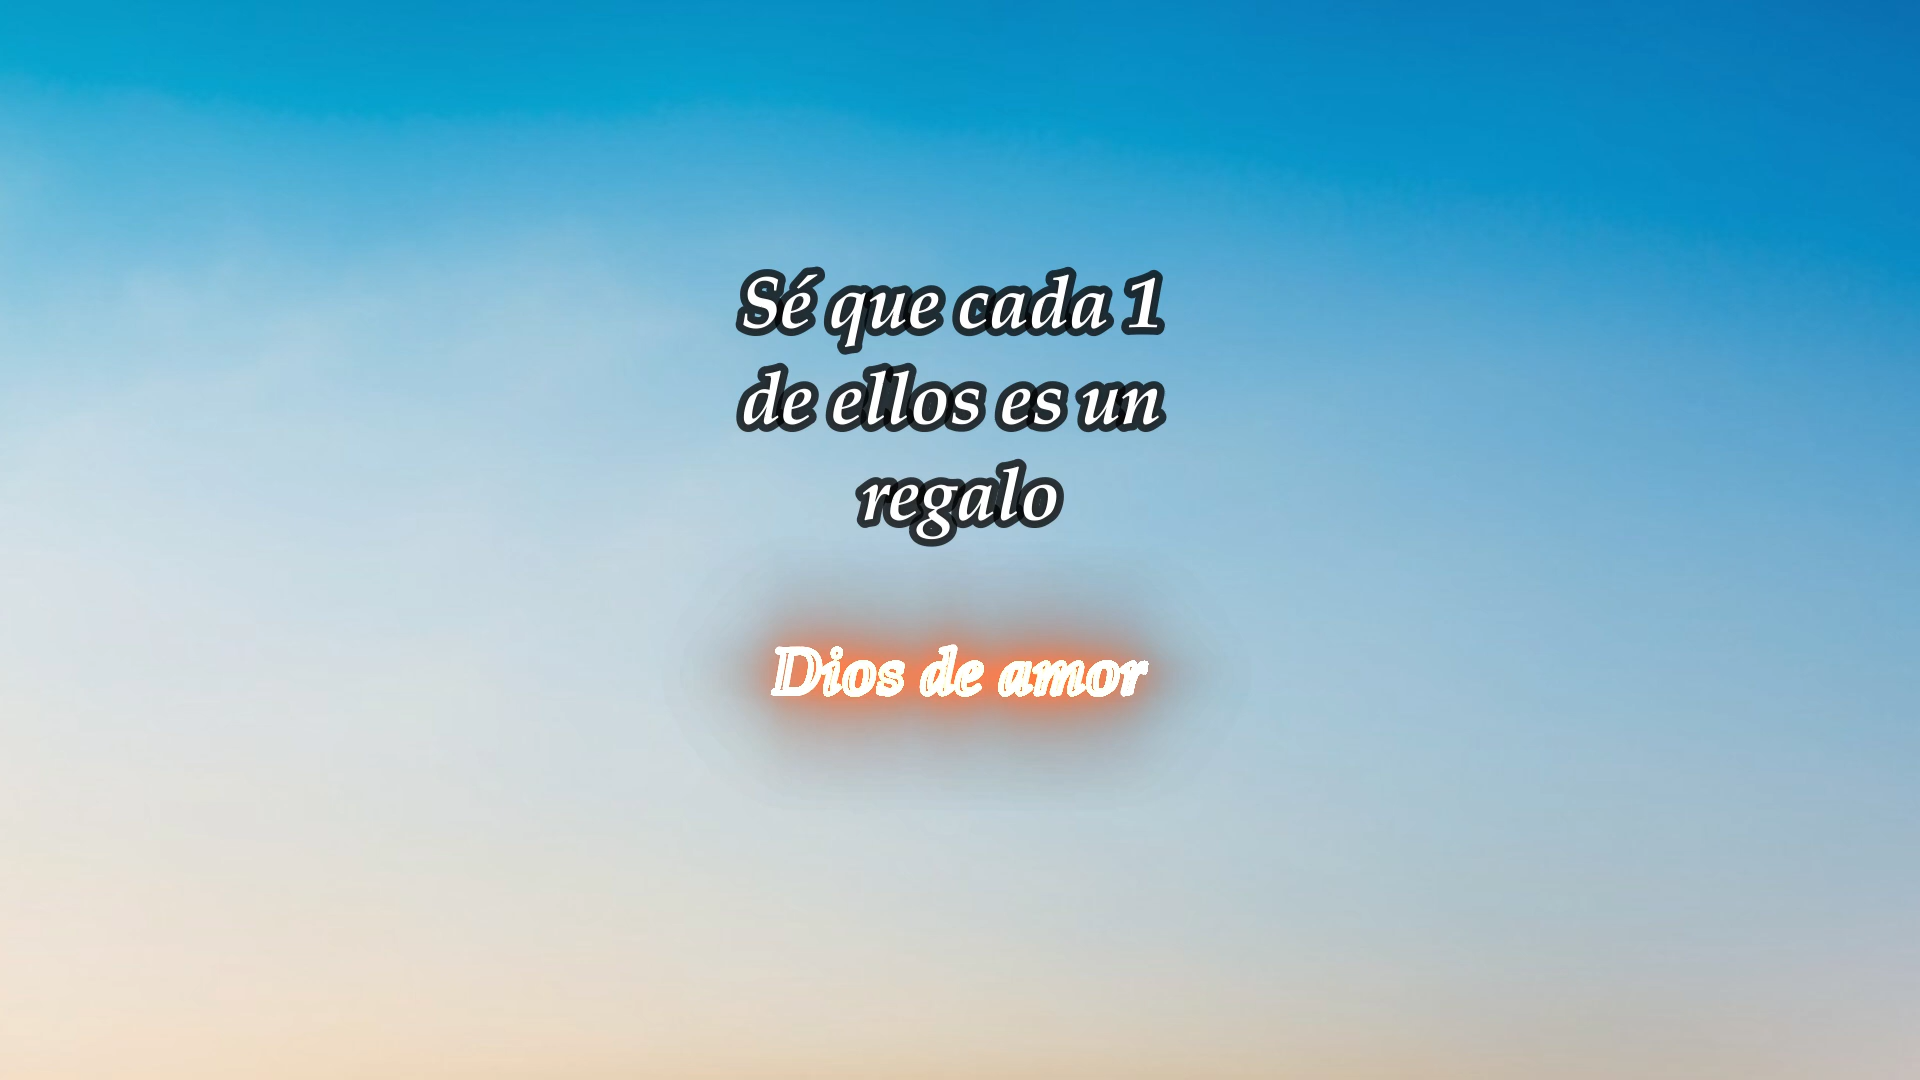 Sé que cada 1
de ellos es un
regalo
Dios de amor